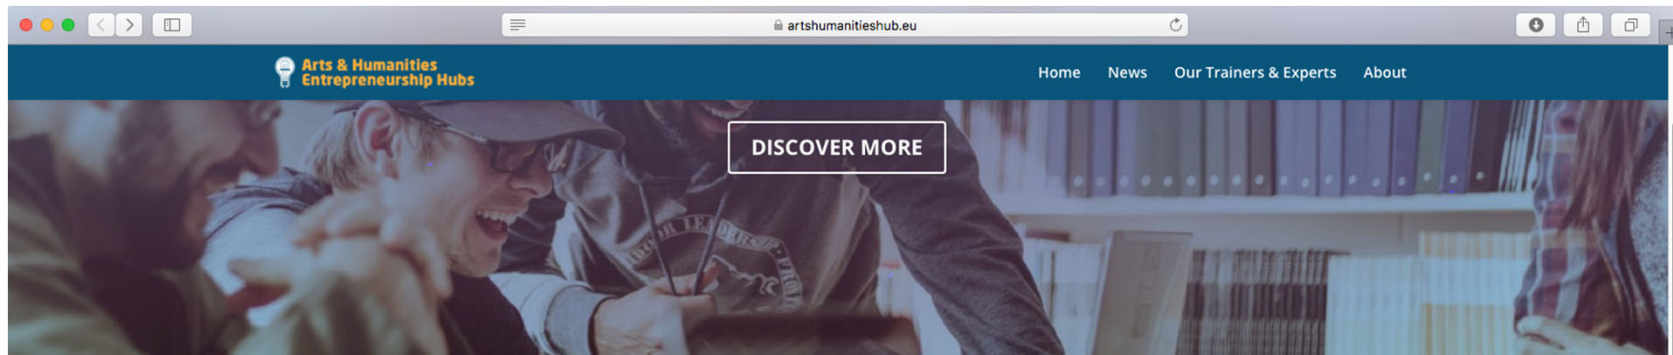 artshumanitieshub.eu
Arts & Humanities
Entrepreneurship Hubs
Home News Our Trainers & Experts About
DISCOVER MORE